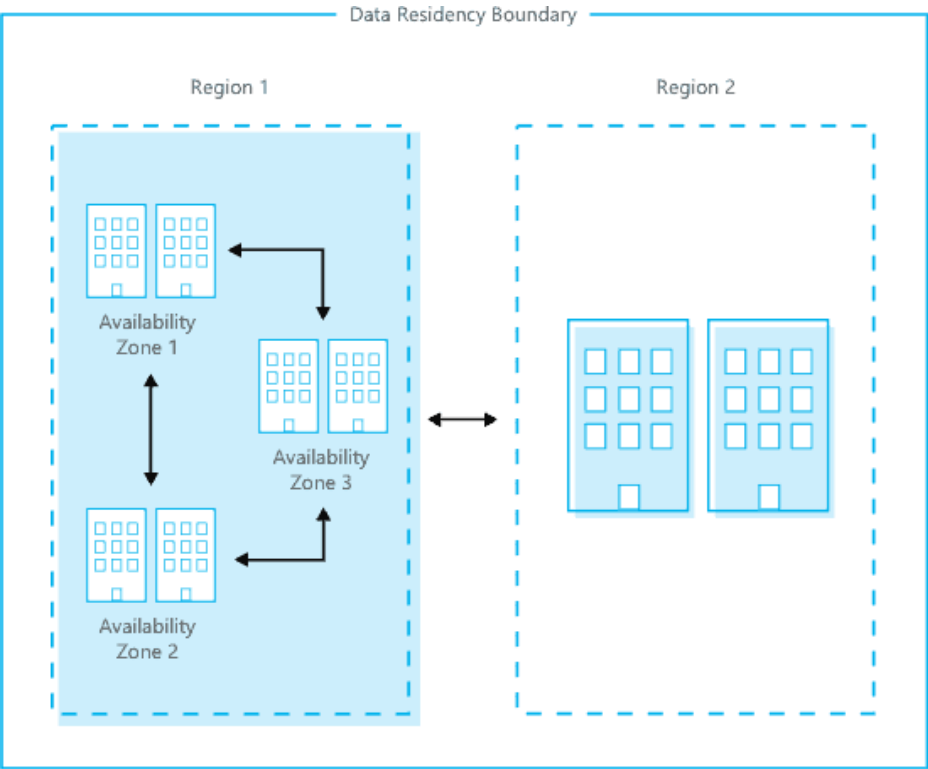 Data Residency Boundary
Region 1
Region 2
Availability
Zone 1
Availability
Zone 3
Availability
Zone 2